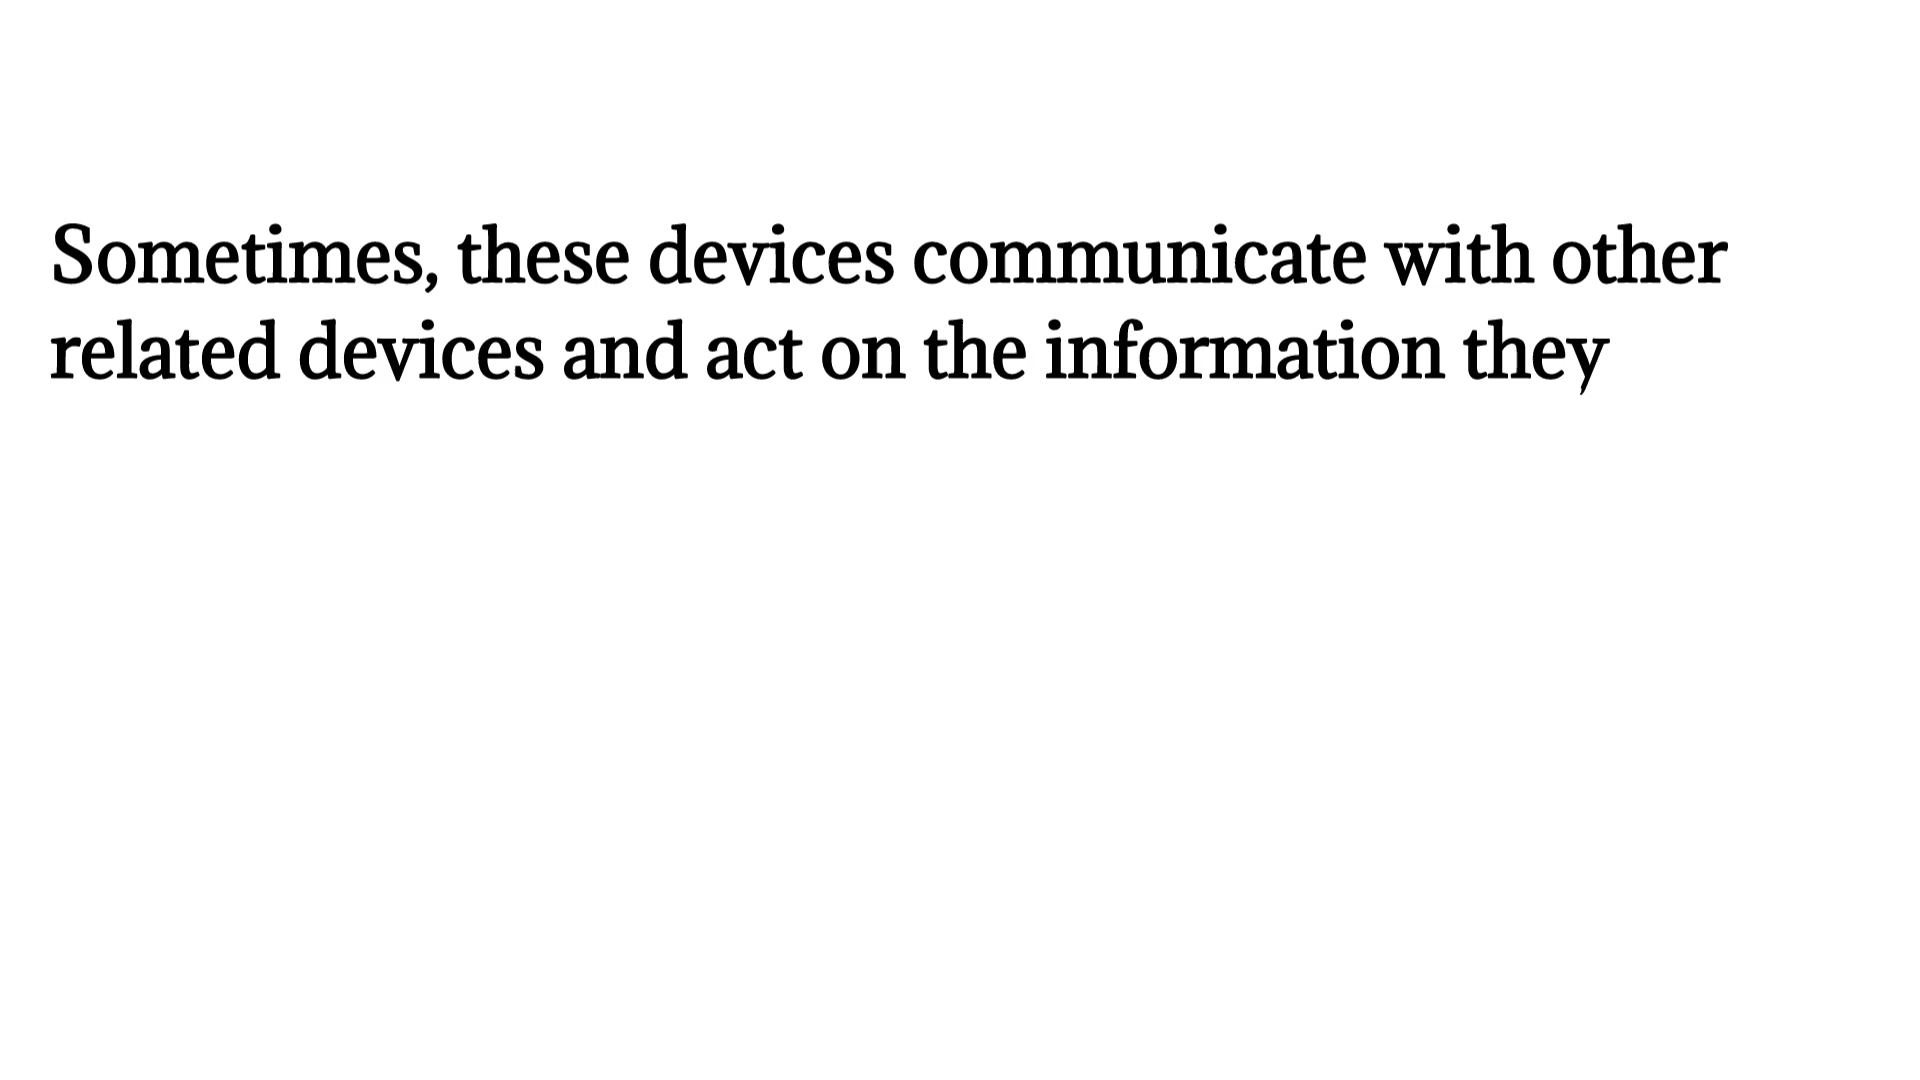 Sometimes, these devices communicate with other
related devices and act on the information they